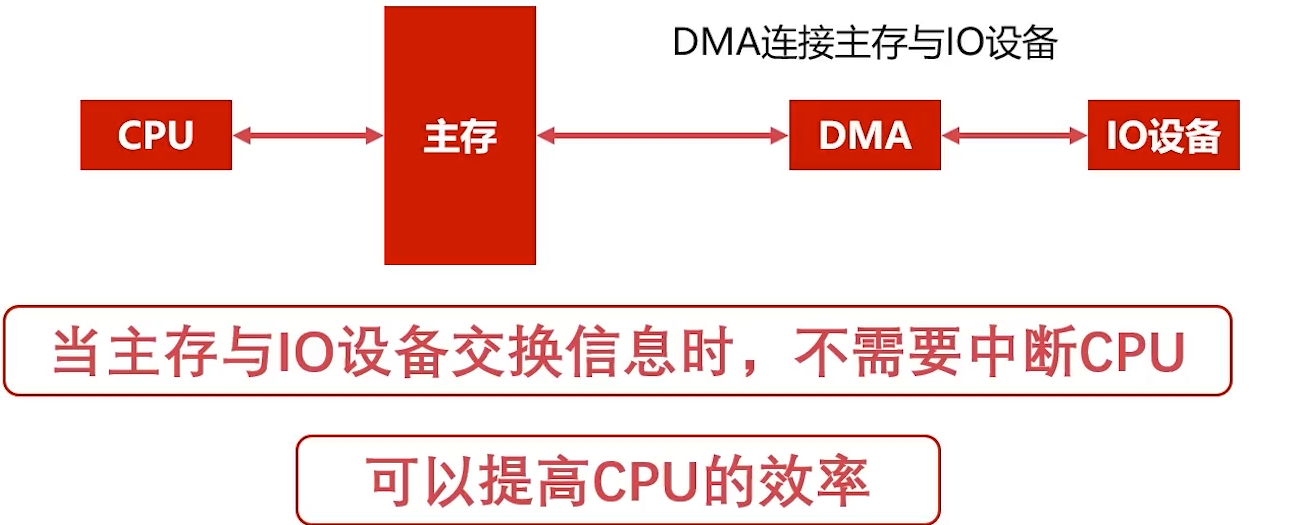 DMA连接主存与IO设备
CPU
主存
DMA
IO设备
当主存与IO设备交换信息时，不需要中断CPU
可以提高CPU的效率